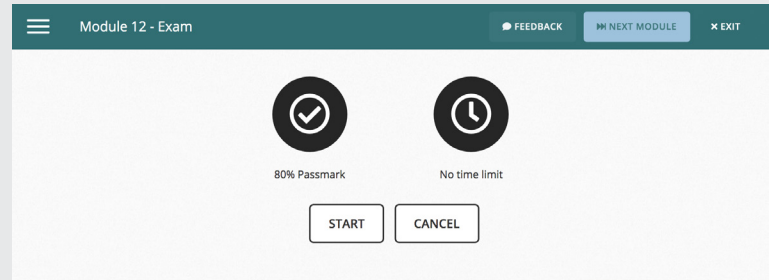 Module 12 - Exam
FEEDBACK
NEXT MODULE
EXIT
80% Passmark
No time limit
START
CANCEL